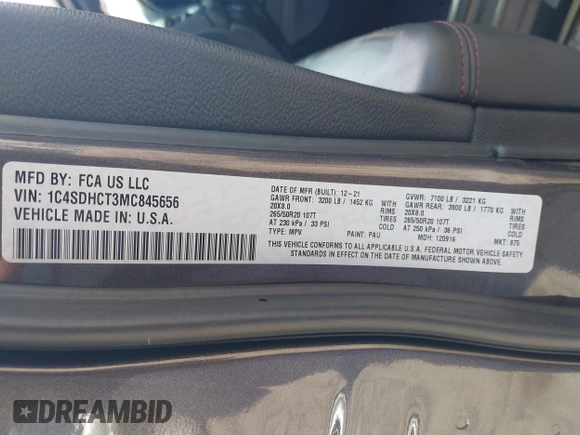 MFD BY: FCA US LLC
VIN: 1C4SDHCT3MC845656
VEHICLE MADE IN U.S.A.
DATE OF MFR (BUILT): 12-21
GAWR FRONT: 3200 LB / 1452 KG
20X8.0 RIMS
265/50R20 107T TIRES
AT 230 kPa / 33 PSI COLD
TYPE: MPV PAINT: PAU
GVWR: 7100 LB / 3221 KG
GAWR REAR: 3900 LB / 1770 KG
20X8.0 RIMS
265/50R20 107T TIRES
AT 250 kPa / 36 PSI COLD
MDH: 120916 MKT: 875
THIS VEHICLE CONFORMS TO ALL APPLICABLE U.S.A. FEDERAL MOTOR VEHICLE SAFETY
STANDARDS IN EFFECT ON THE DATE OF MANUFACTURE SHOWN ABOVE.
DREAMBID